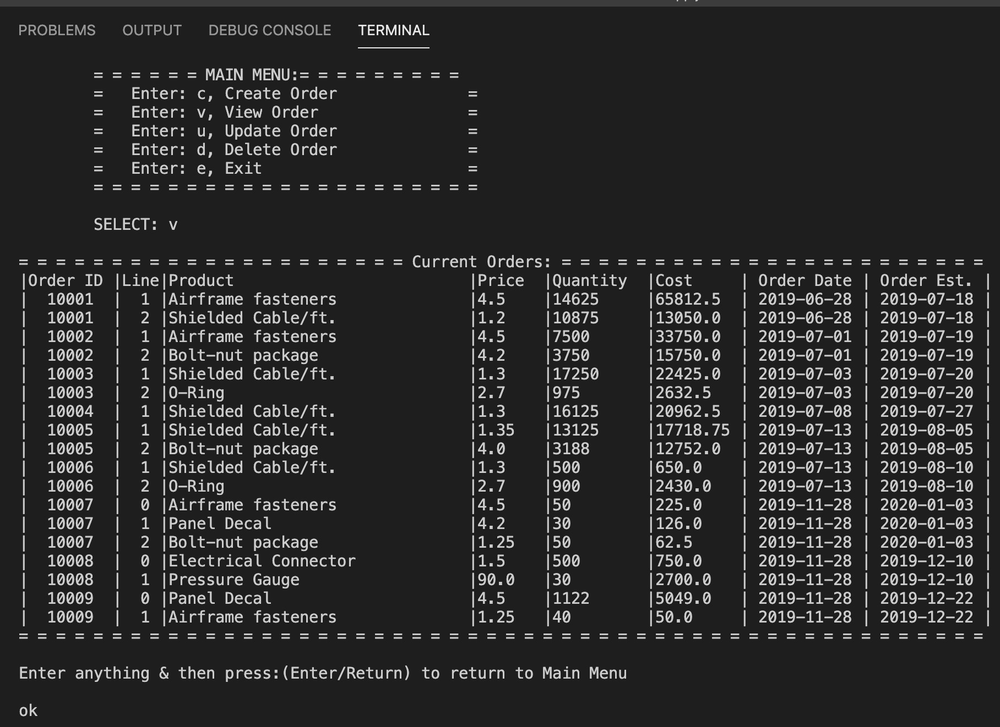 PROBLEMS OUTPUT DEBUG CONSOLE TERMINAL
= = = = = = MAIN MENU:= = = = = = = = =
=   Enter: c, Create Order              =
=   Enter: v, View Order                =
=   Enter: u, Update Order              =
=   Enter: d, Delete Order              =
=   Enter: e, Exit                      =
= = = = = = = = = = = = = = = = = = = = =
SELECT: v
= = = = = = = = = = = = = = = = = = = = = Current Orders: = = = = = = = = = = = = = = = = = = = = = = =
|Order ID |Line|Product                         |Price  |Quantity  |Cost     | Order Date | Order Est. |
|  10001  |  1 |Airframe fasteners              |4.5    |14625     |65812.5  | 2019-06-28 | 2019-07-18 |
|  10001  |  2 |Shielded Cable/ft.              |1.2    |10875     |13050.0  | 2019-06-28 | 2019-07-18 |
|  10002  |  1 |Airframe fasteners              |4.5    |7500      |33750.0  | 2019-07-01 | 2019-07-19 |
|  10002  |  2 |Bolt-nut package                |4.2    |3750      |15750.0  | 2019-07-01 | 2019-07-19 |
|  10003  |  1 |Shielded Cable/ft.              |1.3    |17250     |22425.0  | 2019-07-03 | 2019-07-20 |
|  10003  |  2 |O-Ring                          |2.7    |975       |2632.5   | 2019-07-03 | 2019-07-20 |
|  10004  |  1 |Shielded Cable/ft.              |1.3    |16125     |20962.5  | 2019-07-08 | 2019-07-27 |
|  10005  |  1 |Shielded Cable/ft.              |1.35   |13125     |17718.75 | 2019-07-13 | 2019-08-05 |
|  10005  |  2 |Bolt-nut package                |4.0    |3188      |12752.0  | 2019-07-13 | 2019-08-05 |
|  10006  |  1 |Shielded Cable/ft.              |1.3    |500       |650.0    | 2019-07-13 | 2019-08-10 |
|  10006  |  2 |O-Ring                          |2.7    |900       |2430.0   | 2019-07-13 | 2019-08-10 |
|  10007  |  0 |Airframe fasteners              |4.5    |50        |225.0    | 2019-11-28 | 2020-01-03 |
|  10007  |  1 |Panel Decal                     |4.2    |30        |126.0    | 2019-11-28 | 2020-01-03 |
|  10007  |  2 |Bolt-nut package                |1.25   |50        |62.5     | 2019-11-28 | 2020-01-03 |
|  10008  |  0 |Electrical Connector            |1.5    |500       |750.0    | 2019-11-28 | 2019-12-10 |
|  10008  |  1 |Pressure Gauge                  |90.0   |30        |2700.0   | 2019-11-28 | 2019-12-10 |
|  10009  |  0 |Panel Decal                     |4.5    |1122      |5049.0   | 2019-11-28 | 2019-12-22 |
|  10009  |  1 |Airframe fasteners              |1.25   |40        |50.0     | 2019-11-28 | 2019-12-22 |
= = = = = = = = = = = = = = = = = = = = = = = = = = = = = = = = = = = = = = = = = = = = = = = = = = = =
Enter anything & then press:(Enter/Return) to return to Main Menu
ok